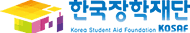 한국장학재단
Korea Student Aid Foundation KOSAF